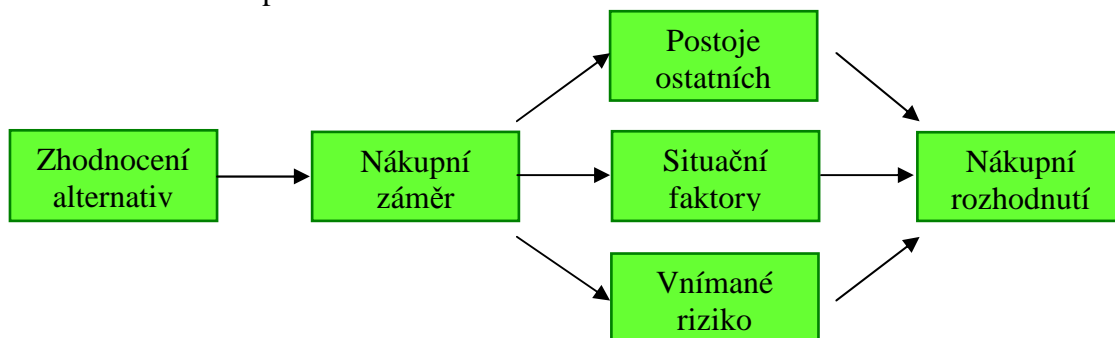 Zhodnocení
alternativ
Nákupní
záměr
Postoje
ostatních
Situační
faktory
Vnímané
riziko
Nákupní
rozhodnutí